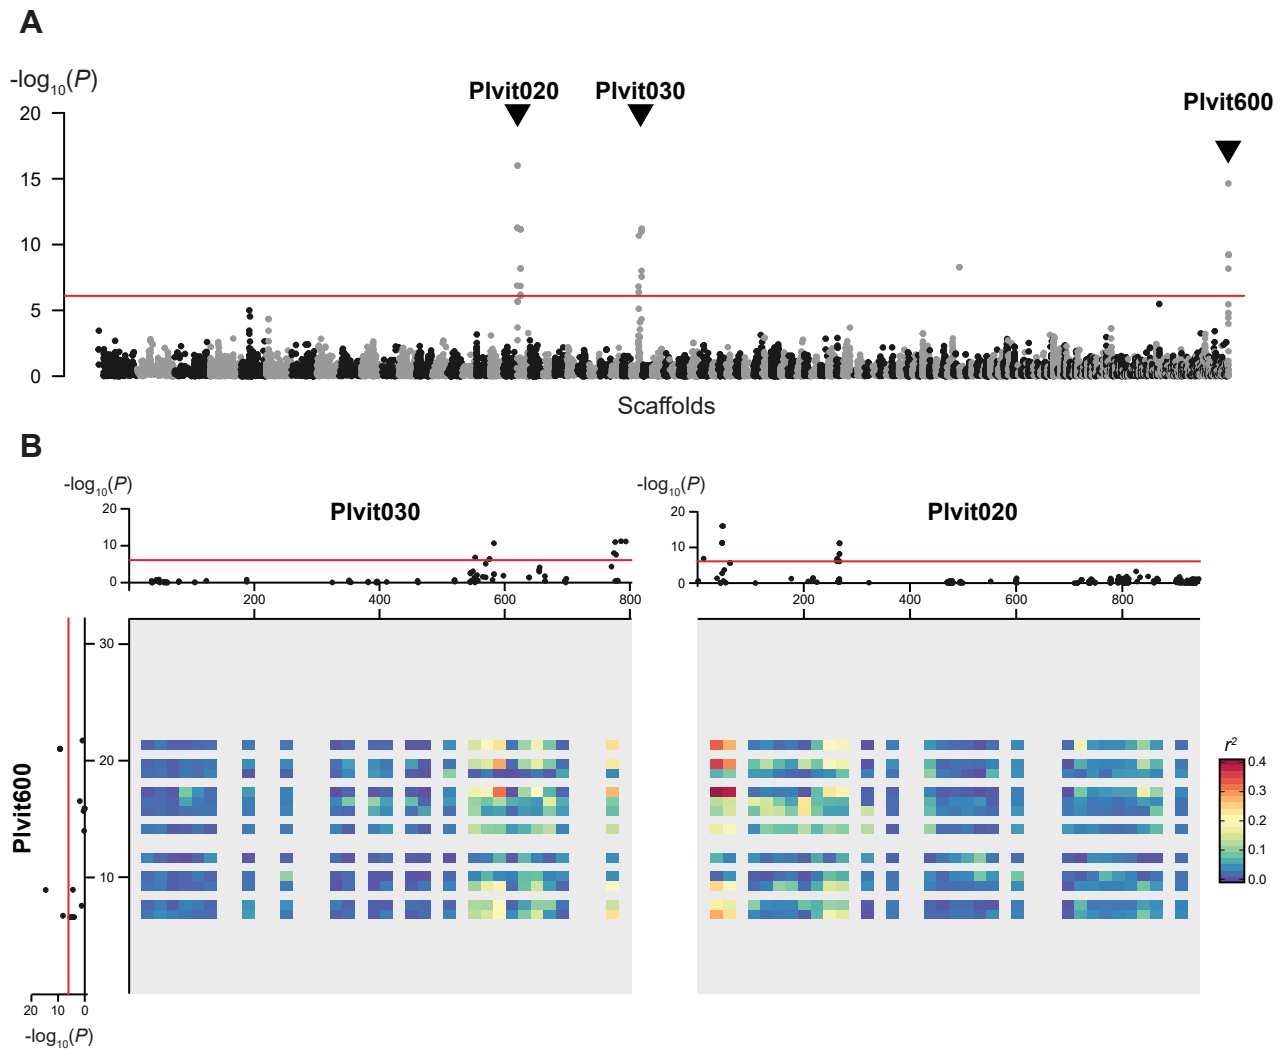 A
-log10(P)
Plvit020 Plvit030 Plvit600
20
15
10
5
0
Scaffolds
B
-log10(P) Plvit030 -log10(P) Plvit020
20 20
10 10
0 0
200 400 600 800 200 400 600 800
30
20
10
Plvit600
r2
0.4
0.3
0.2
0.1
0.0
20 10 0
-log10(P)